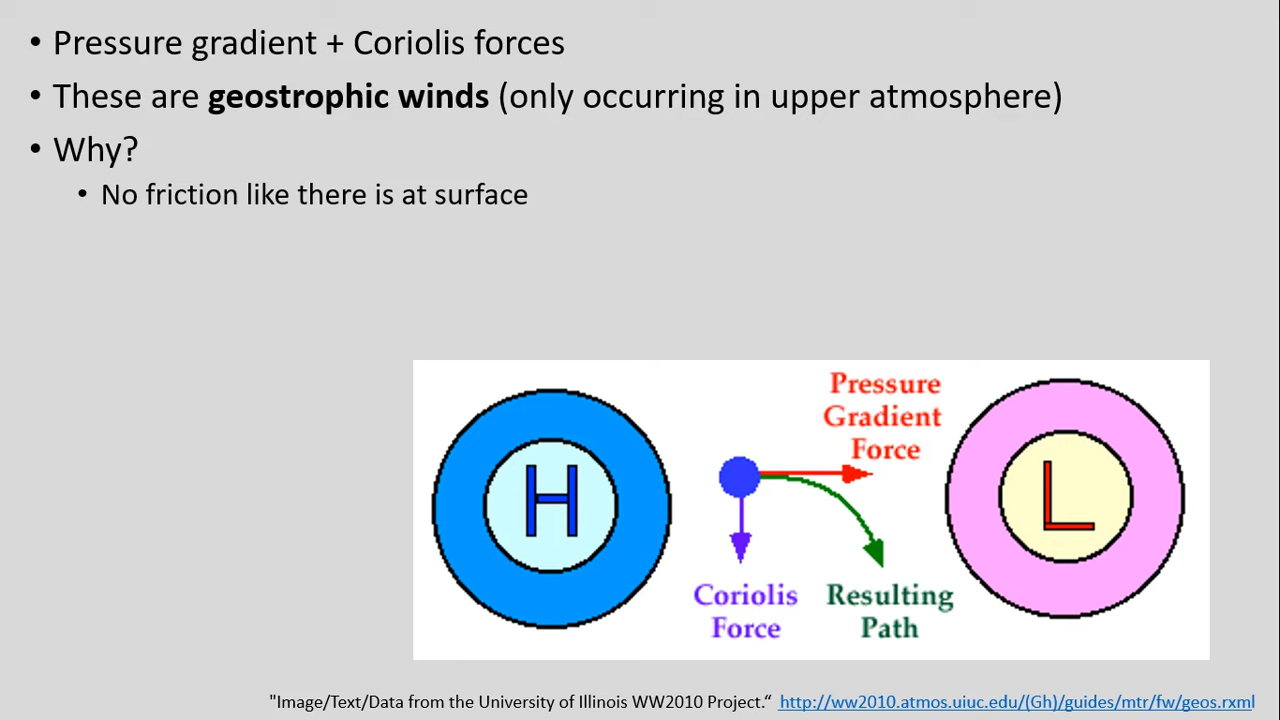 • Pressure gradient + Coriolis forces
• These are geostrophic winds (only occurring in upper atmosphere)
• Why?
• No friction like there is at surface
Pressure
Gradient
Force
H
L
Coriolis
Force
Resulting
Path
"Image/Text/Data from the University of Illinois WW2010 Project.“ http://ww2010.atmos.uiuc.edu/(Gh)/guides/mtr/fw/geos.rxml